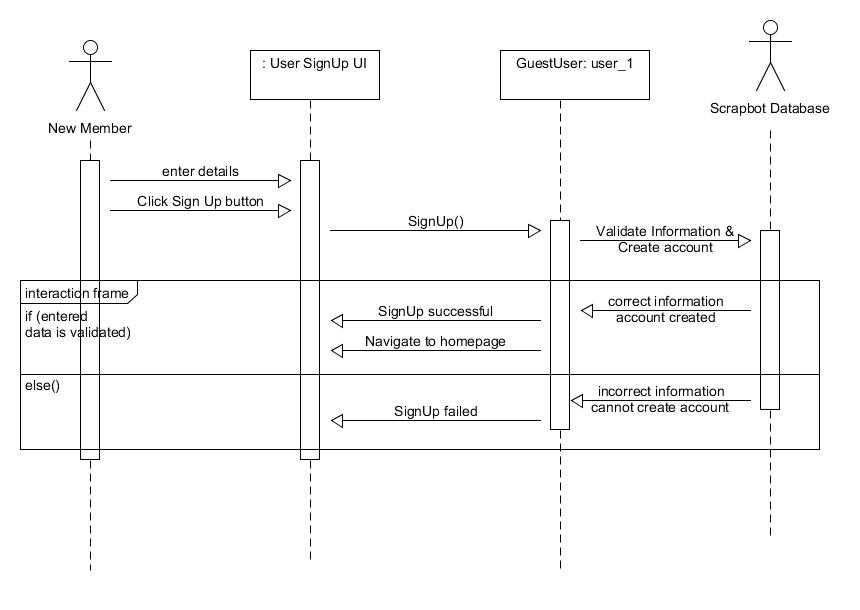 : User SignUp UI
GuestUser: user_1
New Member
Scrapbot Database
enter details
Click Sign Up button
SignUp()
Validate Information &
Create account
interaction frame
if (entered
data is validated)
correct information
account created
SignUp successful
Navigate to homepage
else()
incorrect information
cannot create account
SignUp failed